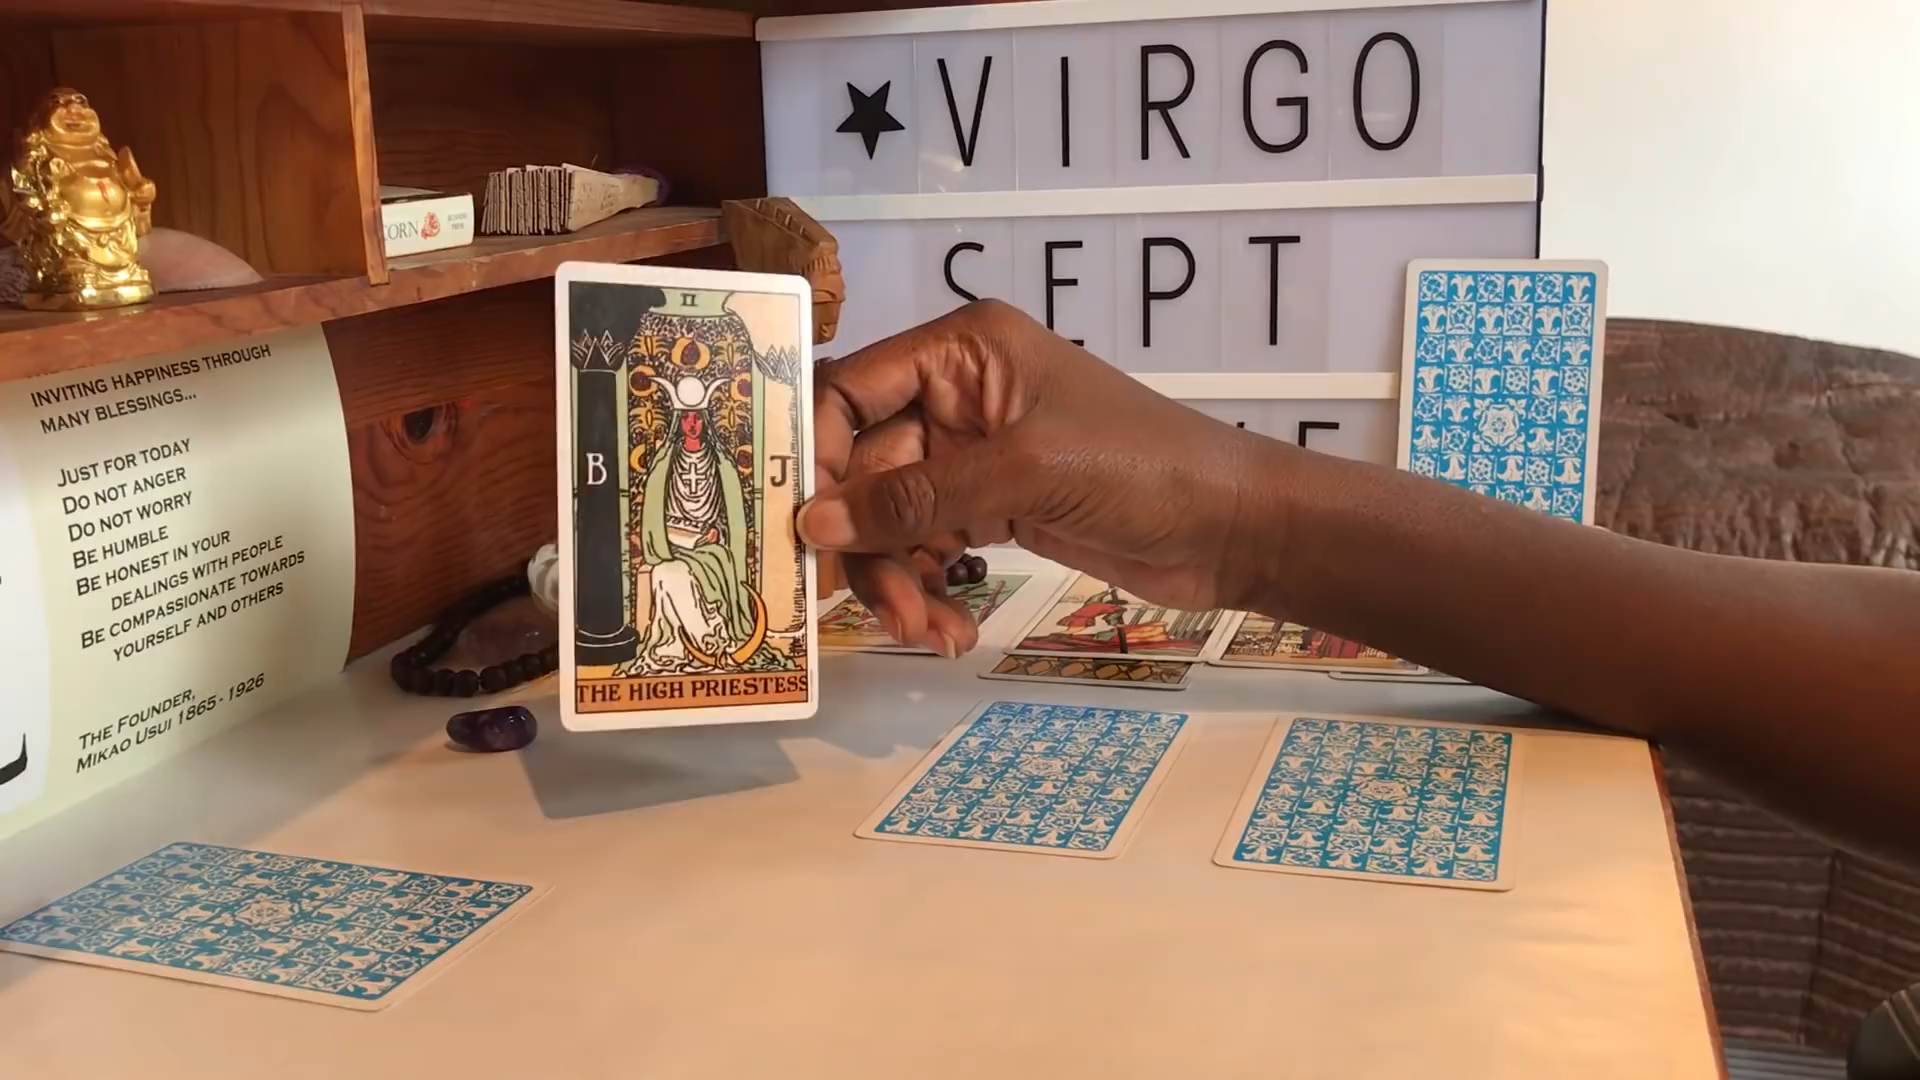 VIRGO
SEPT
CORN
INVITING HAPPINESS THROUGH
MANY BLESSINGS...
JUST FOR TODAY
DO NOT ANGER
DO NOT WORRY
BE HUMBLE
BE HONEST IN YOUR
DEALINGS WITH PEOPLE
BE COMPASSIONATE TOWARDS
YOURSELF AND OTHERS
THE FOUNDER,
MIKAO USUI 1865 - 1926
II
B J
THE HIGH PRIESTESS